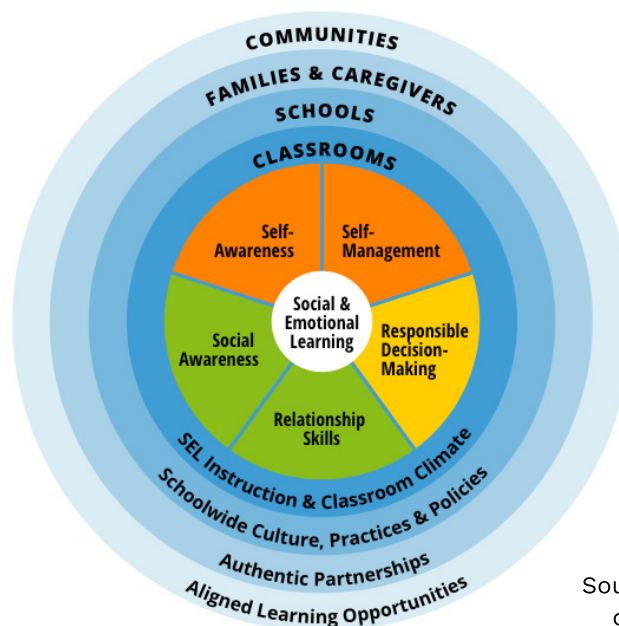 COMMUNITIES
FAMILIES & CAREGIVERS
SCHOOLS
CLASSROOMS
Self-
Awareness
Self-
Management
Social &
Emotional
Learning
Social
Awareness
Responsible
Decision-
Making
Relationship
Skills
SEL Instruction & Classroom Climate
Schoolwide Culture, Practices & Policies
Authentic Partnerships
Aligned Learning Opportunities